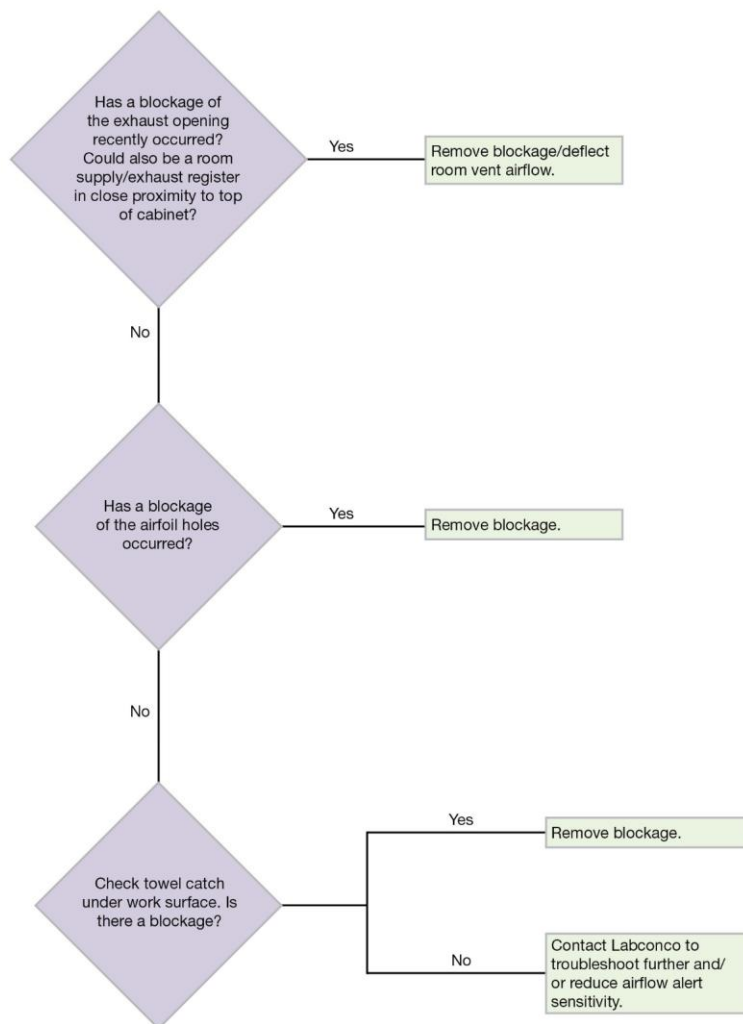 Has a blockage of
the exhaust opening
recently occurred?
Could also be a room
supply/exhaust register
in close proximity to top
of cabinet?
Yes
Remove blockage/deflect
room vent airflow.
No
Has a blockage
of the airfoil holes
occurred?
Yes
Remove blockage.
No
Check towel catch
under work surface. Is
there a blockage?
Yes
Remove blockage.
No
Contact Labconco to
troubleshoot further and/
or reduce airflow alert
sensitivity.